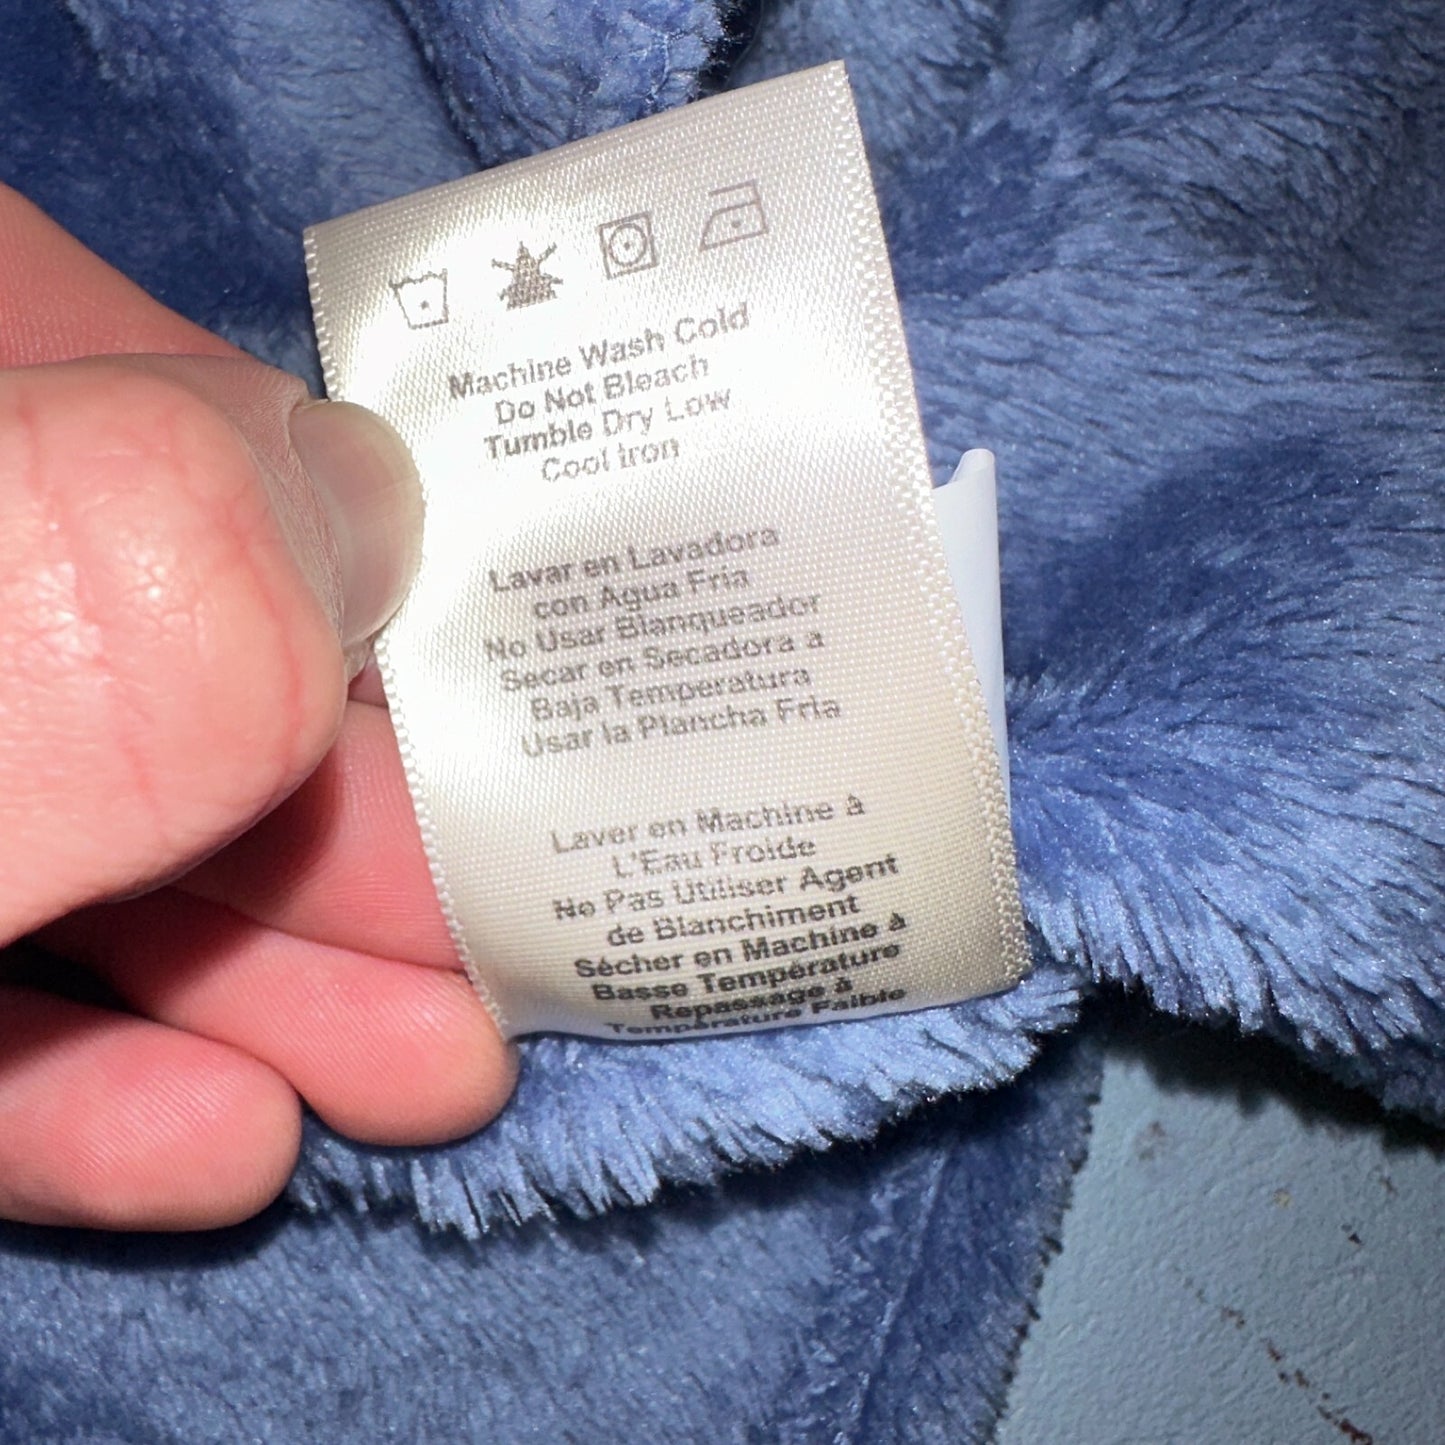 Machine Wash Cold
Do Not Bleach
Tumble Dry Low
Cool Iron
Lavar en Lavadora
con Agua Fria
No Usar Blanqueador
Secar en Secadora a
Baja Temperatura
Usar la Plancha Fria
Laver en Machine à
L'Eau Froide
Ne Pas Utiliser Agent
de Blanchiment
Sécher en Machine à
Basse Température
Repassage à
Température Faible